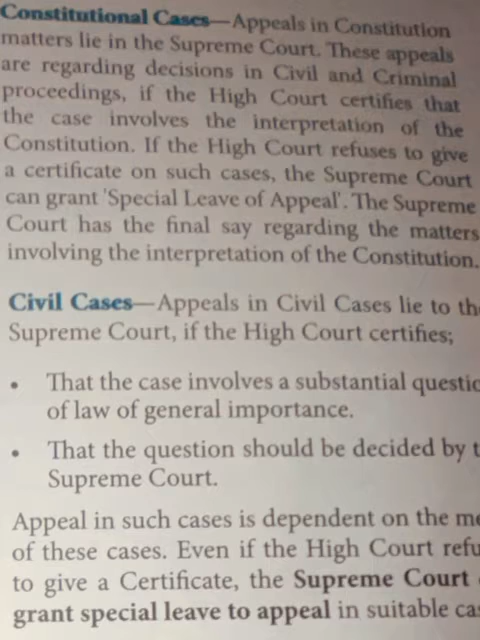 Constitutional Cases—Appeals in Constitution
matters lie in the Supreme Court. These appeals
are regarding decisions in Civil and Criminal
proceedings, if the High Court certifies that
the case involves the interpretation of the
Constitution. If the High Court refuses to give
a certificate on such cases, the Supreme Court
can grant 'Special Leave of Appeal'. The Supreme
Court has the final say regarding the matters
involving the interpretation of the Constitution.
Civil Cases—Appeals in Civil Cases lie to the
Supreme Court, if the High Court certifies;
• That the case involves a substantial questio
of law of general importance.
• That the question should be decided by t
Supreme Court.
Appeal in such cases is dependent on the me
of these cases. Even if the High Court refu
to give a Certificate, the Supreme Court
grant special leave to appeal in suitable cas